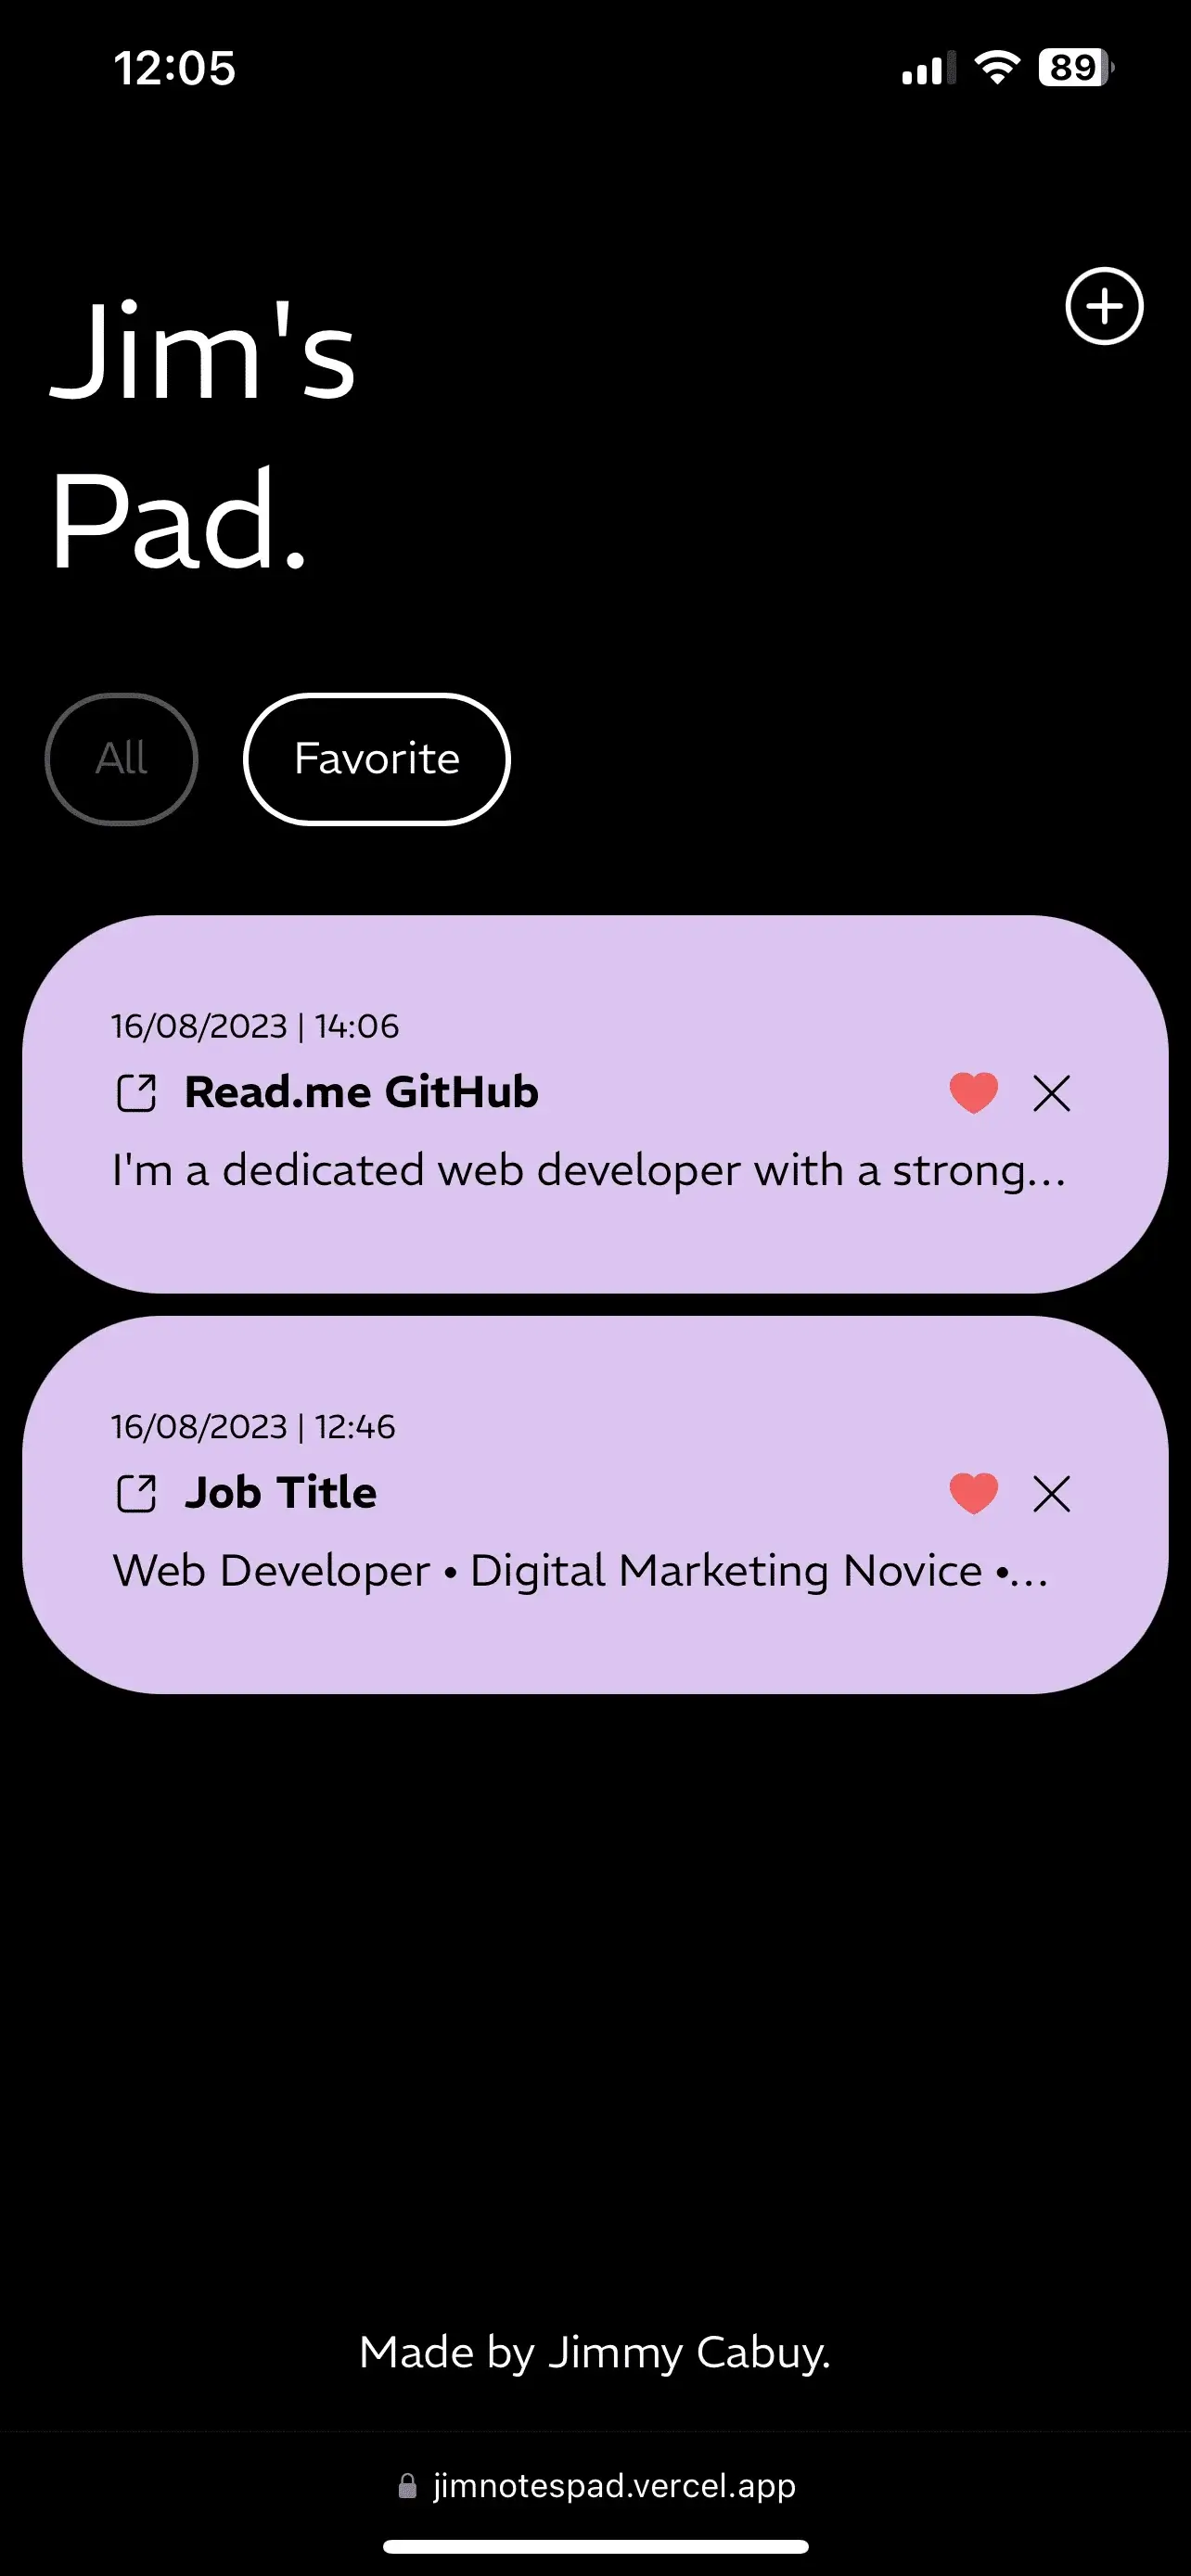 12:05
89
Jim's
Pad.
All
Favorite
16/08/2023 | 14:06
Read.me GitHub
I'm a dedicated web developer with a strong...
16/08/2023 | 12:46
Job Title
Web Developer • Digital Marketing Novice •...
Made by Jimmy Cabuy.
jimnotespad.vercel.app